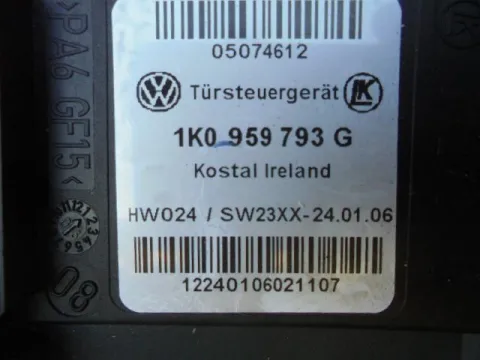 05074612
Türsteuergerät
1K0 959 793 G
Kostal Ireland
HW024 / SW23XX-24.01.06
12240106021107
>PA6 GF15<
08